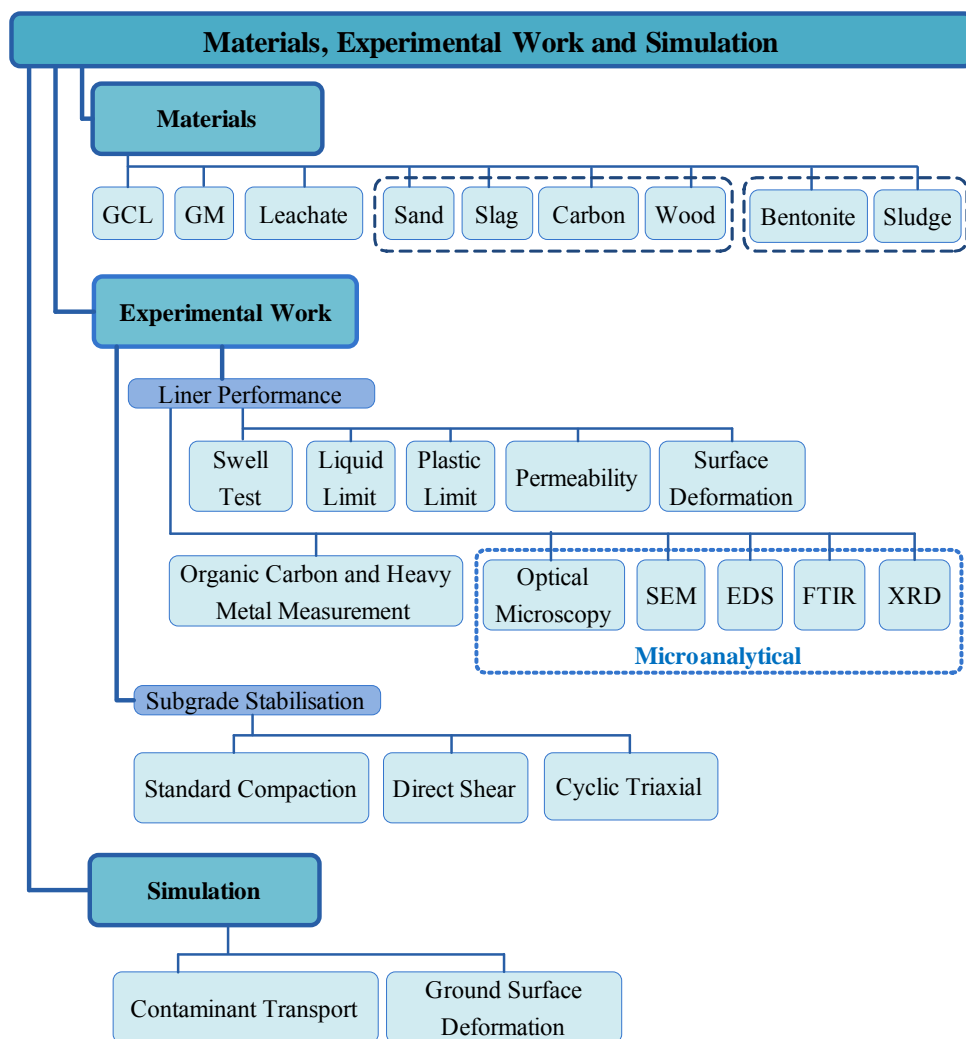 Materials, Experimental Work and Simulation
Materials
GCL
GM
Leachate
Sand
Slag
Carbon
Wood
Bentonite
Sludge
Experimental Work
Liner Performance
Swell
Test
Liquid
Limit
Plastic
Limit
Permeability
Surface
Deformation
Organic Carbon and Heavy
Metal Measurement
Optical
Microscopy
SEM
EDS
FTIR
XRD
Microanalytical
Subgrade Stabilisation
Standard Compaction
Direct Shear
Cyclic Triaxial
Simulation
Contaminant Transport
Ground Surface
Deformation